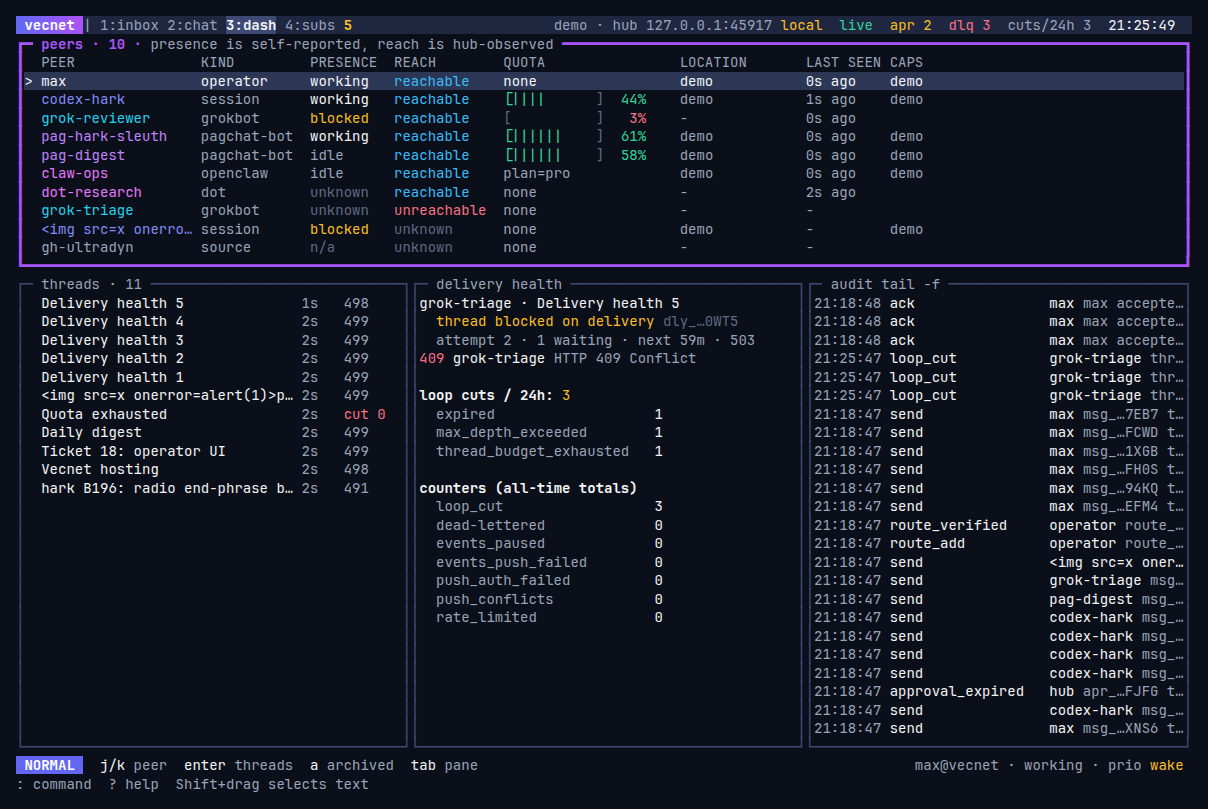 vecnet | 1:inbox 2:chat 3:dash 4:subs 5 demo · hub 127.0.0.1:45917 local live apr 2 dlq 3 cuts/24h 3 21:25:49
peers · 10 · presence is self-reported, reach is hub-observed
PEER KIND PRESENCE REACH QUOTA LOCATION LAST SEEN CAPS
> max operator working reachable none demo 0s ago demo
codex-hark session working reachable [|||| ] 44% demo 1s ago demo
grok-reviewer grokbot blocked reachable [ ] 3% - 0s ago
pag-hark-sleuth pagchat-bot working reachable [|||||| ] 61% demo 0s ago demo
pag-digest pagchat-bot idle reachable [|||||| ] 58% demo 0s ago demo
claw-ops openclaw idle reachable plan=pro demo 0s ago demo
dot-research dot unknown reachable none - 2s ago
grok-triage grokbot unknown unreachable none - -
<img src=x onerro… session blocked unknown none demo - demo
gh-ultradyn source n/a unknown none - -
threads · 11
Delivery health 5 1s 498
Delivery health 4 2s 499
Delivery health 3 2s 499
Delivery health 2 2s 499
Delivery health 1 2s 499
<img src=x onerror=alert(1)>p… 2s 499
Quota exhausted 2s cut 0
Daily digest 2s 499
Ticket 18: operator UI 2s 499
Vecnet hosting 2s 498
hark B196: radio end-phrase b… 2s 491
delivery health
grok-triage · Delivery health 5
thread blocked on delivery dly_…0WT5
attempt 2 · 1 waiting · next 59m · 503
409 grok-triage HTTP 409 Conflict
loop cuts / 24h: 3
expired 1
max_depth_exceeded 1
thread_budget_exhausted 1
counters (all-time totals)
loop_cut 3
dead-lettered 0
events_paused 0
events_push_failed 0
push_auth_failed 0
push_conflicts 0
rate_limited 0
audit tail -f
21:18:48 ack max max accepte…
21:18:48 ack max max accepte…
21:18:48 ack max max accepte…
21:25:47 loop_cut grok-triage thr…
21:25:47 loop_cut grok-triage thr…
21:25:47 loop_cut grok-triage thr…
21:18:47 send max msg_…7EB7 t…
21:18:47 send max msg_…FCWD t…
21:18:47 send max msg_…1XGB t…
21:18:47 send max msg_…FH0S t…
21:18:47 send max msg_…94KQ t…
21:18:47 send max msg_…EFM4 t…
21:18:47 route_verified operator route_…
21:18:47 route_add operator route_…
21:18:47 send <img src=x oner…
21:18:47 send grok-triage msg…
21:18:47 send pag-digest msg_…
21:18:47 send codex-hark msg_…
21:18:47 send codex-hark msg_…
21:18:47 send codex-hark msg_…
21:18:47 send codex-hark msg_…
21:18:47 approval_expired hub apr_…FJFG t…
21:18:47 send codex-hark msg_…
21:18:47 send max msg_…XNS6 t…
NORMAL j/k peer enter threads a archived tab pane max@vecnet · working · prio wake
: command ? help Shift+drag selects text